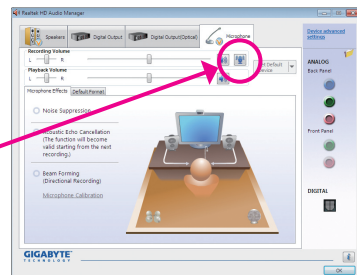 Realtek HD Audio Manager
Speakers
Digital Output
Digital Output(Optical)
Microphone
Device advanced
settings
Recording Volume
L
R
Set Default
Device
Playback Volume
L
R
ANALOG
Back Panel
Microphone Effects
Default Format
Noise Suppression
Acoustic Echo Cancellation
(The function will become
valid starting from the next
recording.)
Front Panel
Beam Forming
(Directional Recording)
Microphone Calibration
DIGITAL
GIGABYTE
TECHNOLOGY
OK